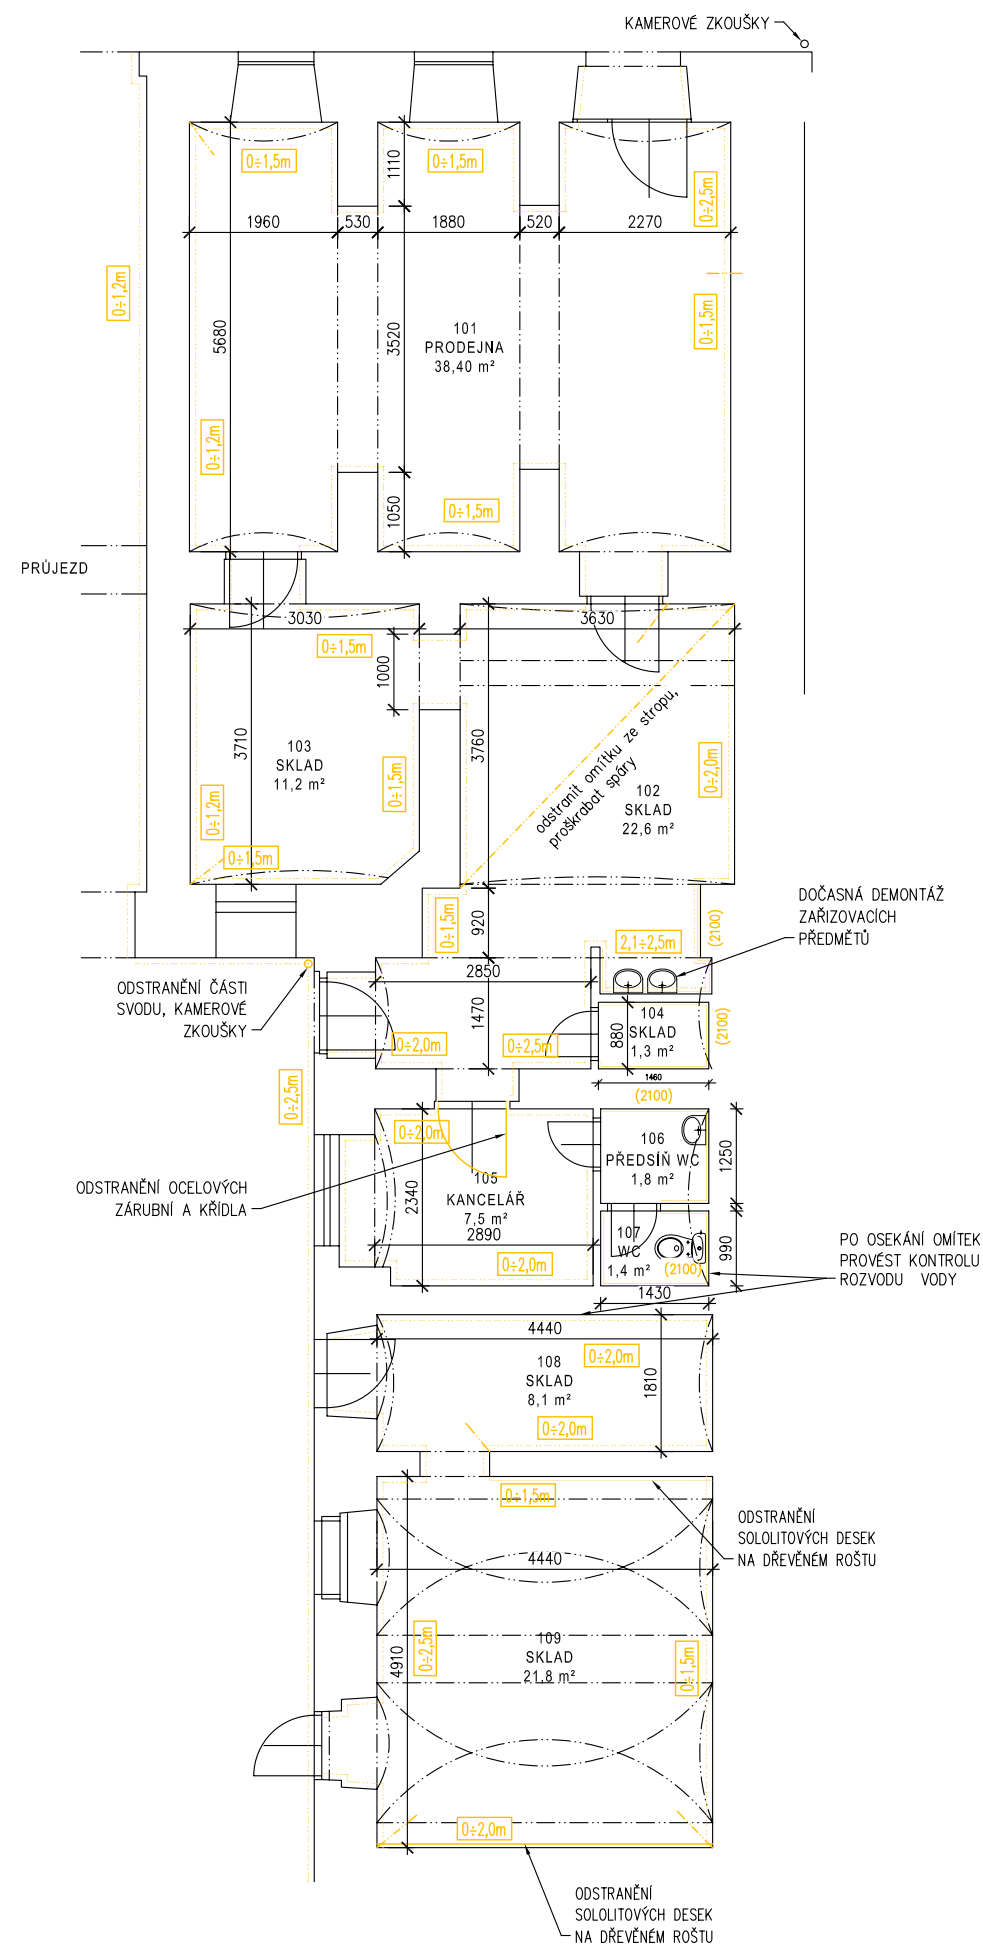 KAMEROVÉ ZKOUŠKY
0÷1,5m
0÷1,5m
1110
0÷2,5m
1960
530
1880
520
2270
0÷1,2m
5680
3520
101
PRODEJNA
38,40 m²
0÷1,5m
0÷1,2m
1050
0÷1,5m
PRŮJEZD
3030
3630
0÷1,5m
1000
3710
103
SKLAD
11,2 m²
0÷1,5m
3760
odstranit omítku ze stropu,
proškrabat spáry
0÷2,0m
102
SKLAD
22,6 m²
0÷1,2m
0÷1,5m
DOČASNÁ DEMONTÁŽ
ZAŘIZOVACÍCH
PŘEDMĚTŮ
0÷1,5m
920
2,1÷2,5m
(2100)
2850
ODSTRANĚNÍ ČÁSTI
SVODU, KAMEROVÉ
ZKOUŠKY
1470
0÷2,0m
0÷2,5m
880
104
SKLAD
1,3 m²
(2100)
1460
(2100)
0÷2,5m
0÷2,0m
106
PŘEDSÍŇ WC
1,8 m²
1250
ODSTRANĚNÍ OCELOVÝCH
ZÁRUBNÍ A KŘÍDLA
2340
105
KANCELÁŘ
7,5 m²
2890
107
WC
1,4 m²
(2100)
990
0÷2,0m
PO OSEKÁNÍ OMÍTEK
PROVÉST KONTROLU
ROZVODU VODY
1430
4440
0÷2,0m
108
SKLAD
8,1 m²
1810
0÷2,0m
0÷1,5m
ODSTRANĚNÍ
SOLOLITOVÝCH DESEK
NA DŘEVĚNÉM ROŠTU
4440
4910
0÷2,5m
109
SKLAD
21,8 m²
0÷1,5m
0÷2,0m
ODSTRANĚNÍ
SOLOLITOVÝCH DESEK
NA DŘEVĚNÉM ROŠTU